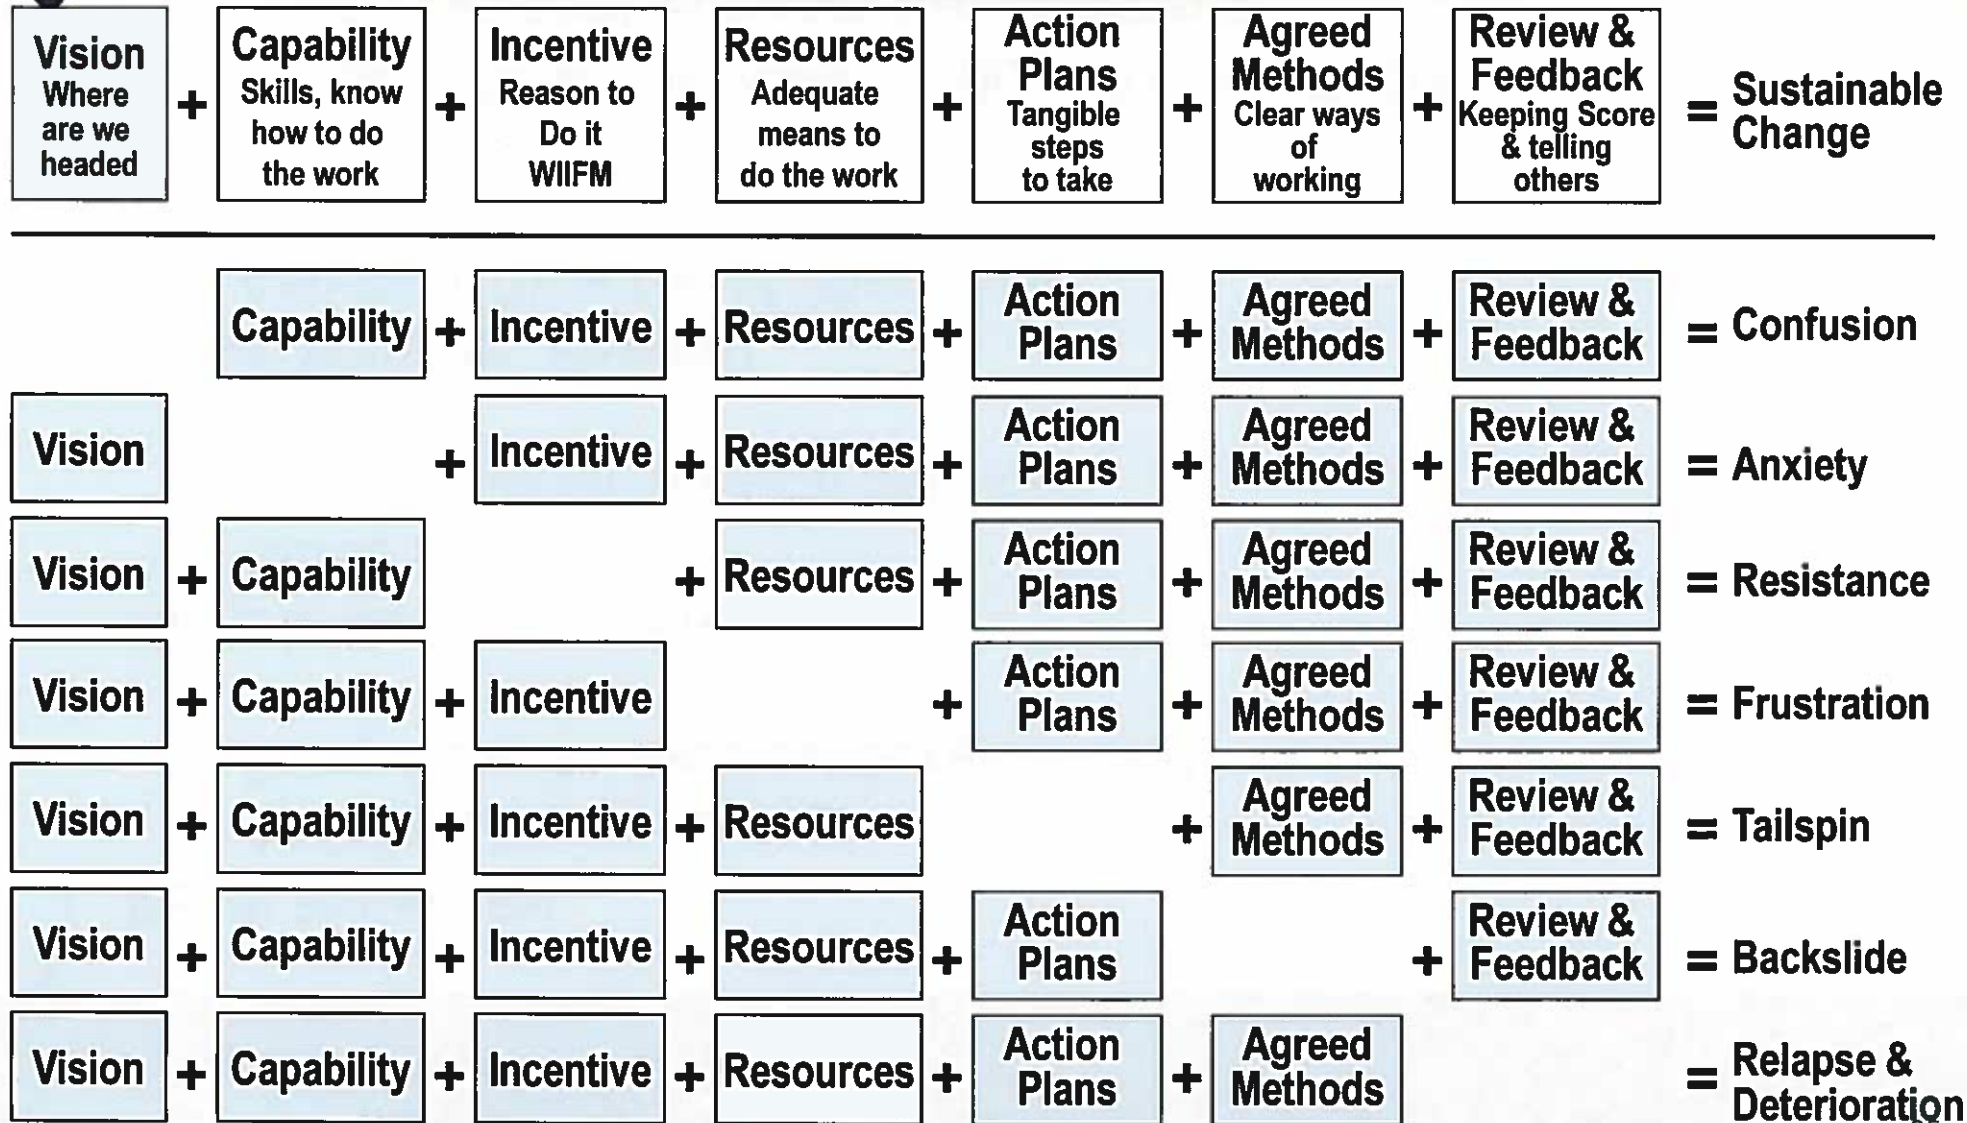 Vision
Where
are we
headed
+
Capability
Skills, know
how to do
the work
+
Incentive
Reason to
Do it
WIIFM
+
Resources
Adequate
means to
do the work
+
Action
Plans
Tangible
steps
to take
+
Agreed
Methods
Clear ways
of
working
+
Review &
Feedback
Keeping Score
& telling
others
= Sustainable
Change
Capability + Incentive + Resources +
Action
Plans
+
Agreed
Methods
+
Review &
Feedback
= Confusion
Vision
+ Incentive + Resources +
Action
Plans
+
Agreed
Methods
+
Review &
Feedback
= Anxiety
Vision + Capability
+ Resources +
Action
Plans
+
Agreed
Methods
+
Review &
Feedback
= Resistance
Vision + Capability + Incentive
+
Action
Plans
+
Agreed
Methods
+
Review &
Feedback
= Frustration
Vision + Capability + Incentive + Resources
+
Agreed
Methods
+
Review &
Feedback
= Tailspin
Vision + Capability + Incentive + Resources +
Action
Plans
+
Review &
Feedback
= Backslide
Vision + Capability + Incentive + Resources +
Action
Plans
+
Agreed
Methods
= Relapse &
Deterioration